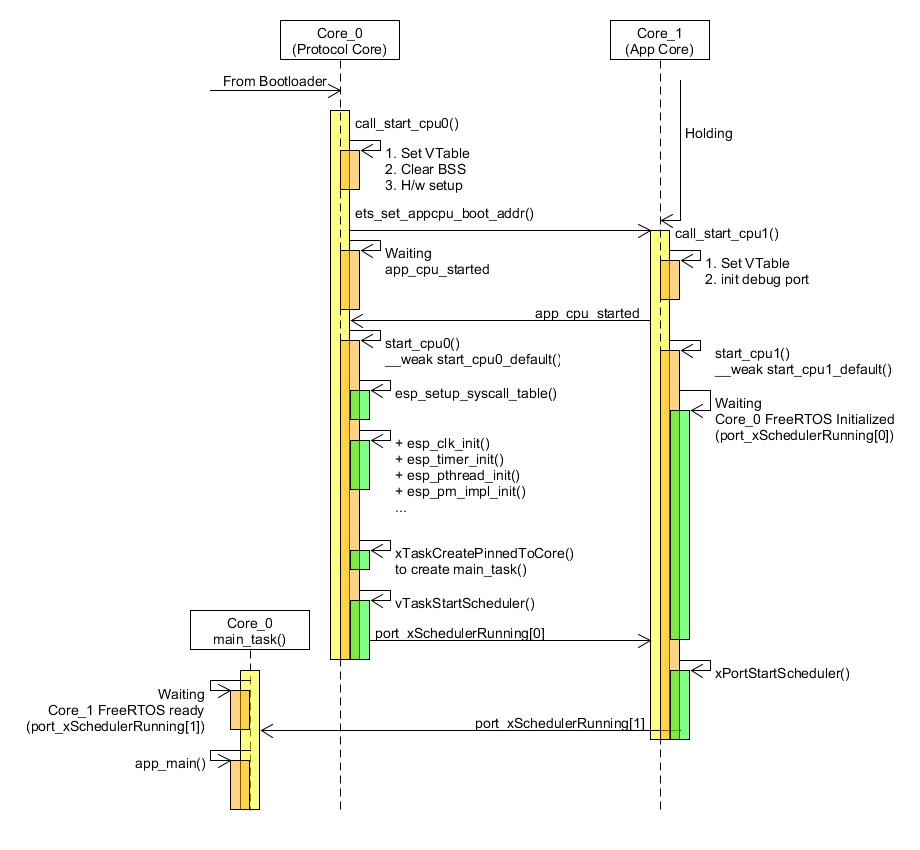 Core_0
(Protocol Core)
Core_1
(App Core)
From Bootloader
call_start_cpu0()
Holding
1. Set VTable
2. Clear BSS
3. H/w setup
ets_set_appcpu_boot_addr()
call_start_cpu1()
Waiting
app_cpu_started
1. Set VTable
2. init debug port
app_cpu_started
start_cpu0()
__weak start_cpu0_default()
start_cpu1()
__weak start_cpu1_default()
esp_setup_syscall_table()
Waiting
Core_0 FreeRTOS Initialized
(port_xSchedulerRunning[0])
+ esp_clk_init()
+ esp_timer_init()
+ esp_pthread_init()
+ esp_pm_impl_init()
...
xTaskCreatePinnedToCore()
to create main_task()
vTaskStartScheduler()
Core_0
main_task()
port_xSchedulerRunning[0]
xPortStartScheduler()
Waiting
Core_1 FreeRTOS ready
(port_xSchedulerRunning[1])
port_xSchedulerRunning[1]
app_main()